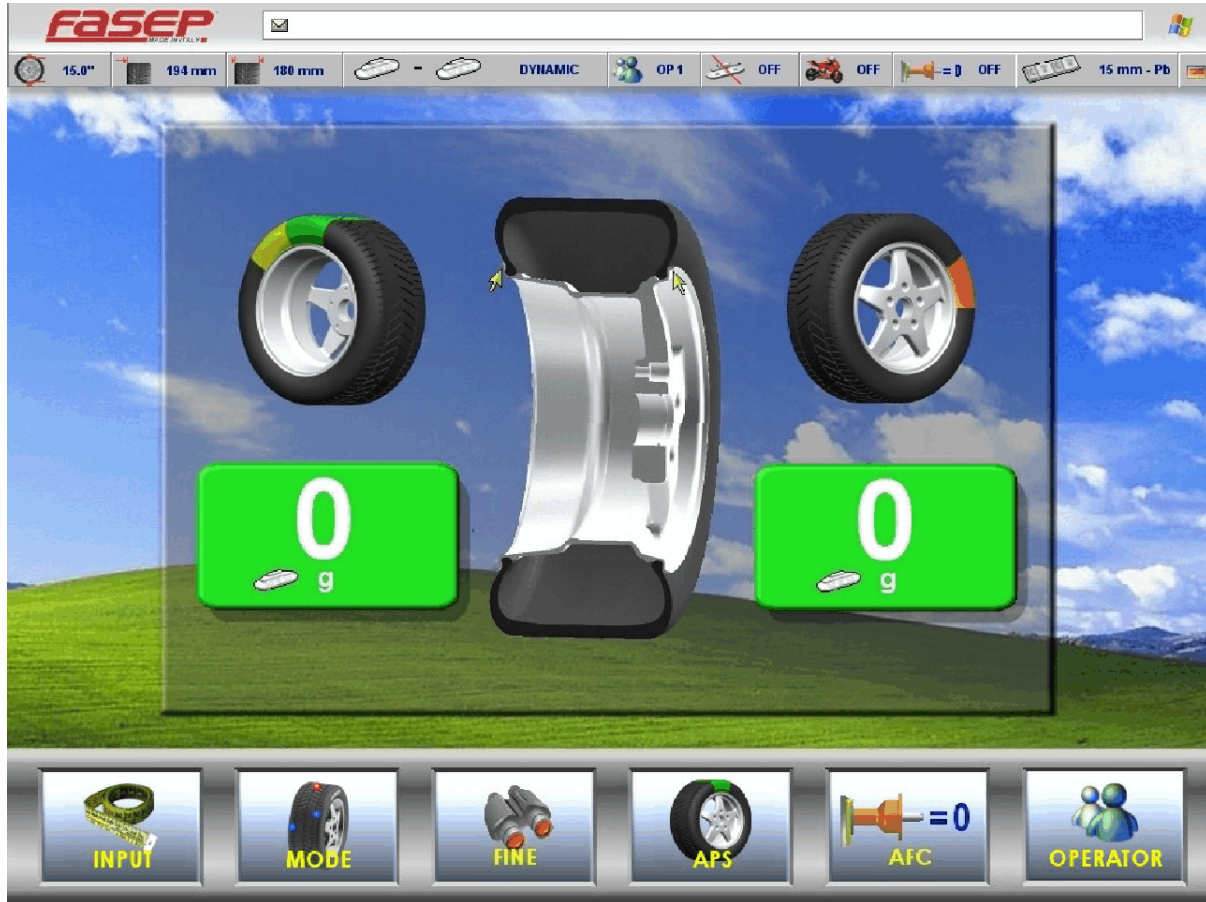 FASEP
MADE IN ITALY
15.0" 194 mm 180 mm - DYNAMIC OP 1 OFF OFF = 0 OFF 15 mm - Pb
0 0
g g
= 0
INPUT MODE FINE APS AFC OPERATOR